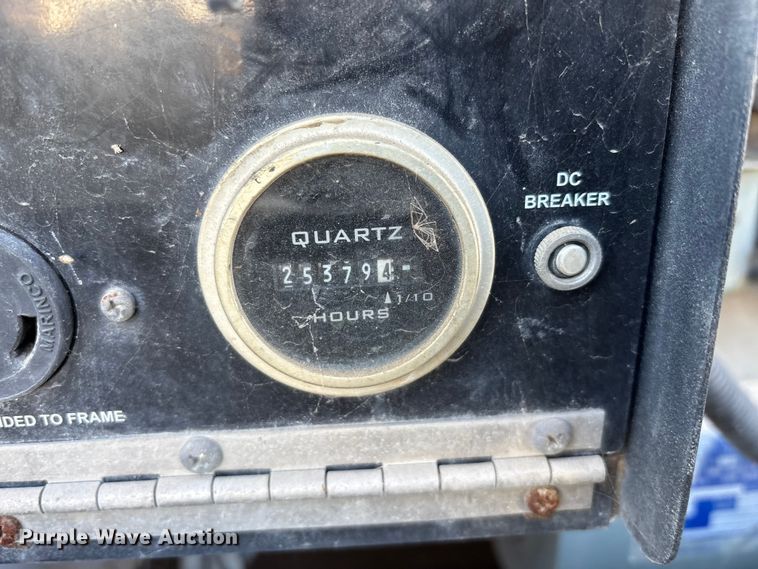 QUARTZ
253794
1/10
HOURS
DC
BREAKER
MARINCO
NDED TO FRAME
Purple Wave Auction